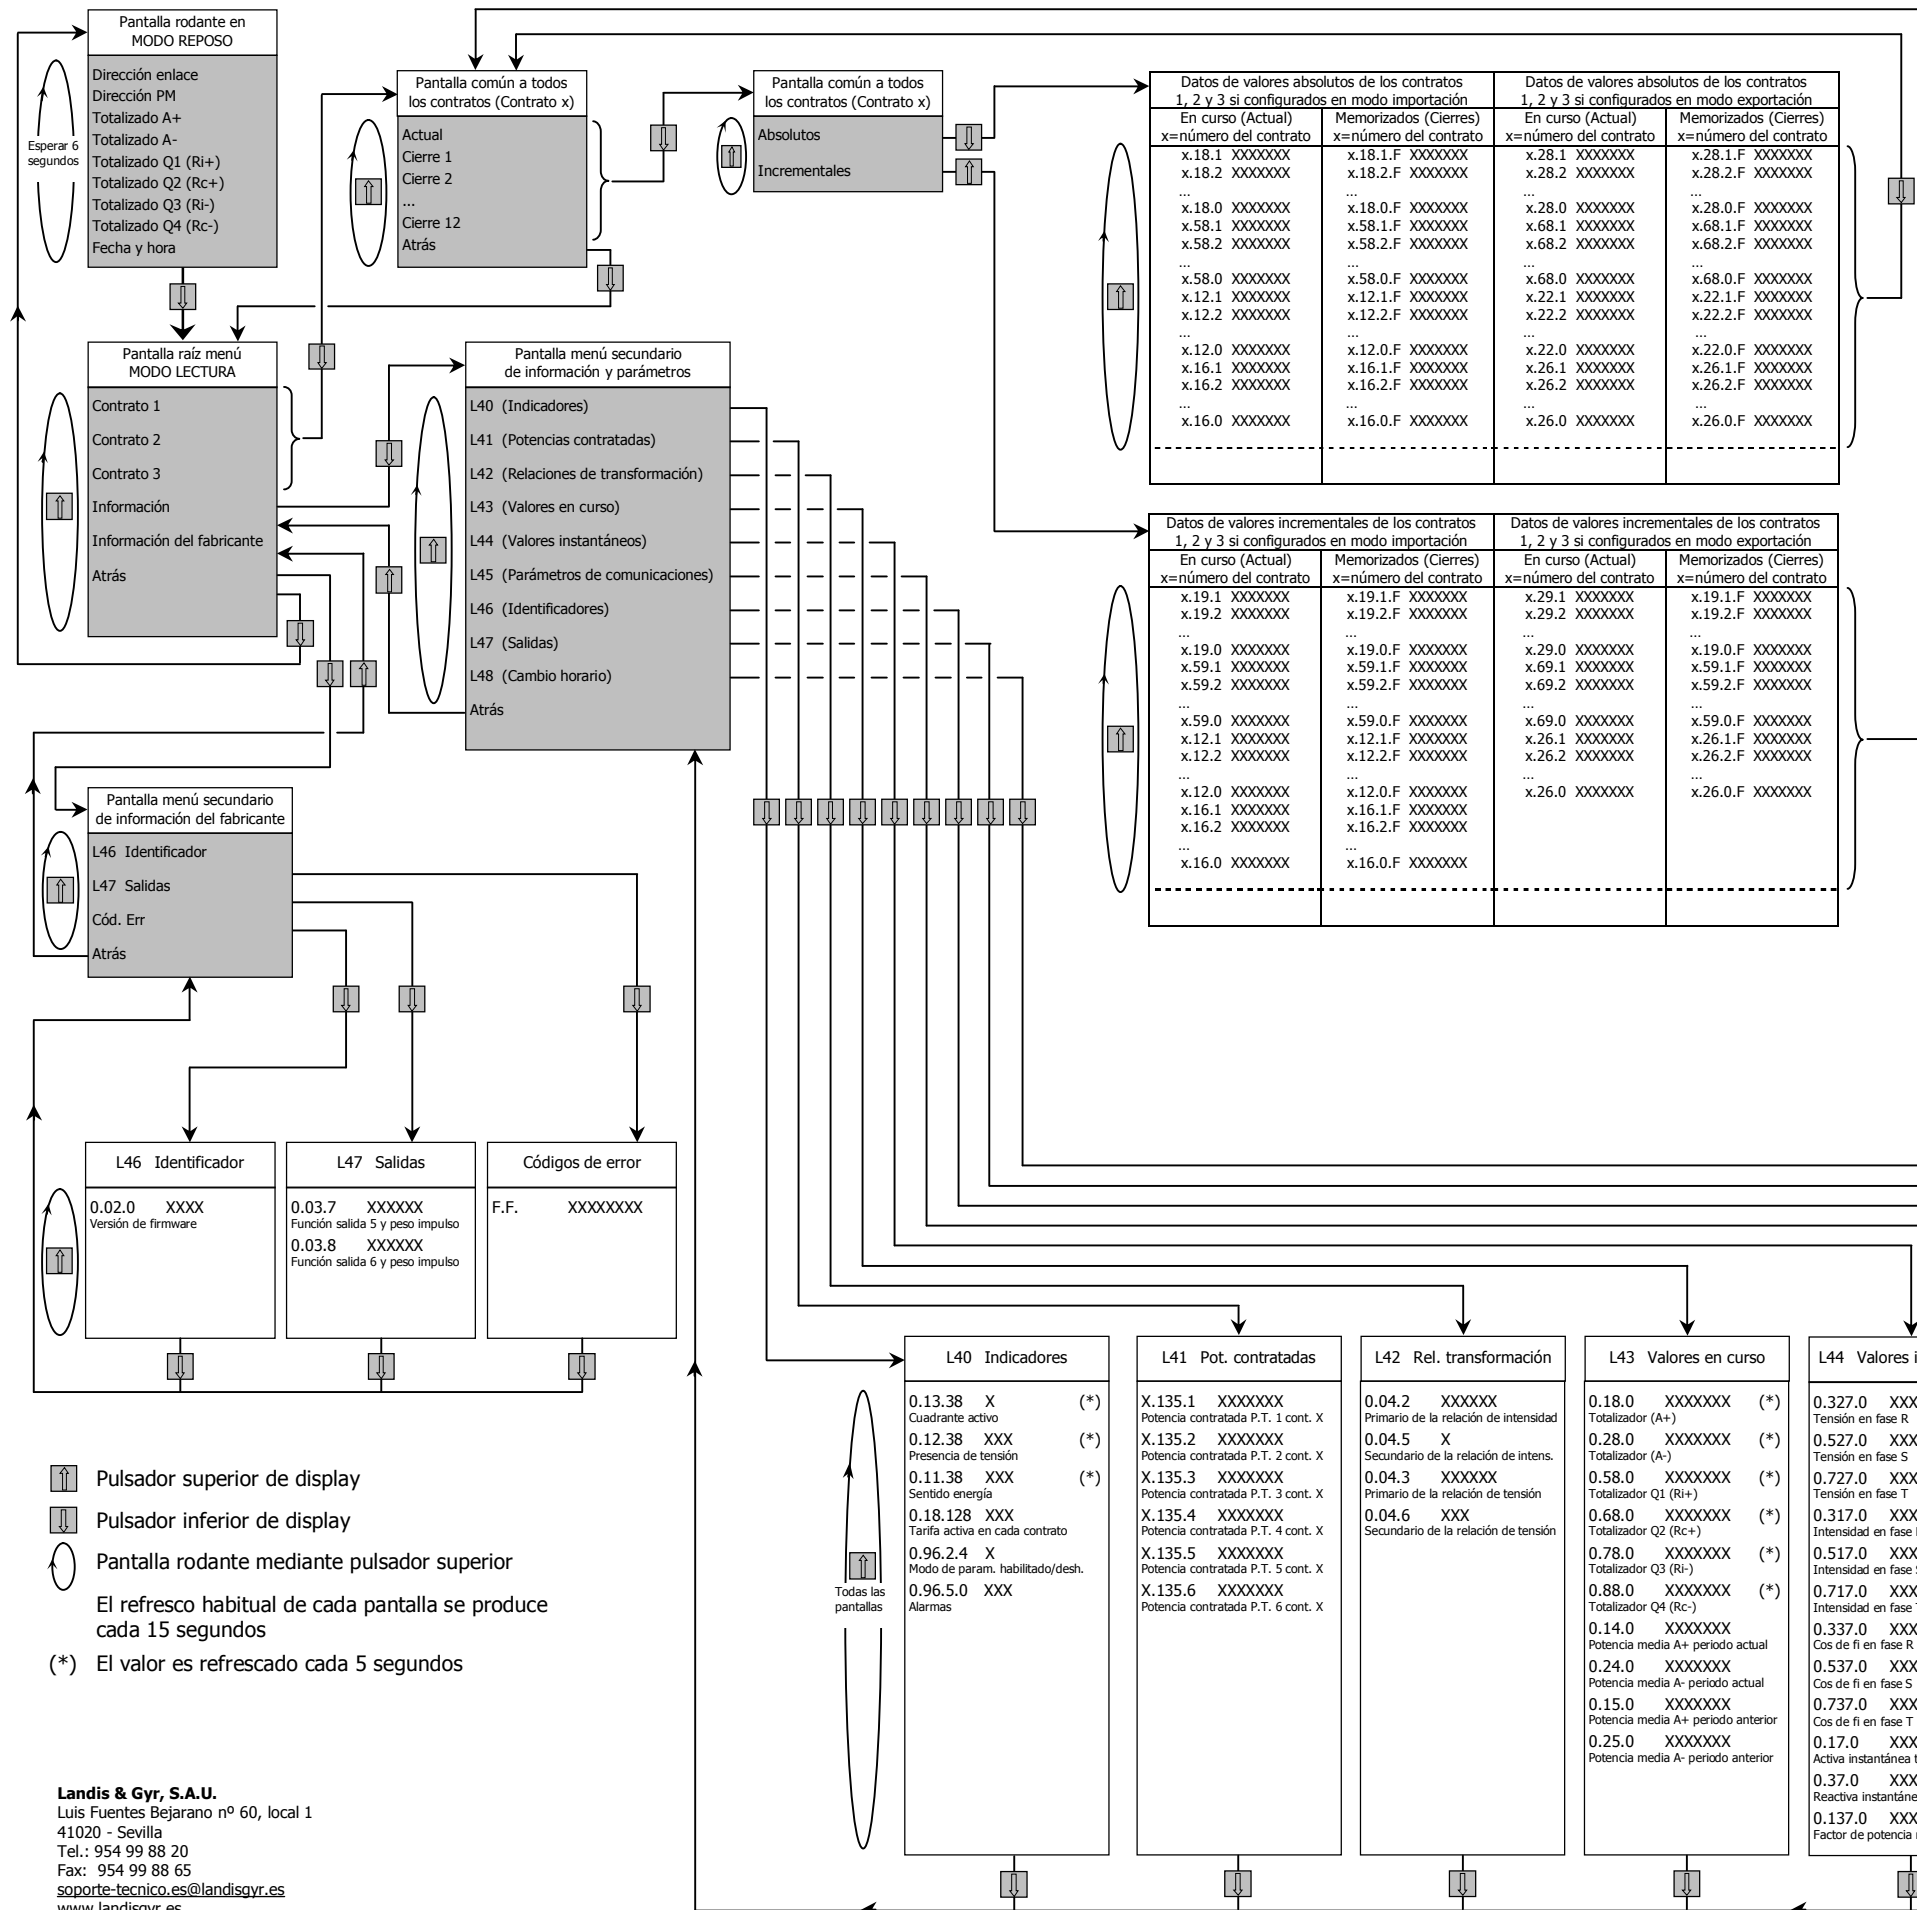 Pantalla rodante en
MODO REPOSO
Dirección enlace
Dirección PM
Totalizado A+
Totalizado A-
Totalizado Q1 (Ri+)
Totalizado Q2 (Rc+)
Totalizado Q3 (Ri-)
Totalizado Q4 (Rc-)
Fecha y hora
Esperar 6
segundos
Pantalla común a todos
los contratos (Contrato x)
Actual
Cierre 1
Cierre 2
...
Cierre 12
Atrás
Pantalla común a todos
los contratos (Contrato x)
Absolutos
Incrementales
Datos de valores absolutos de los contratos
1, 2 y 3 si configurados en modo importación
Datos de valores absolutos de los contratos
1, 2 y 3 si configurados en modo exportación
En curso (Actual)
x=número del contrato
Memorizados (Cierres)
x=número del contrato
En curso (Actual)
x=número del contrato
Memorizados (Cierres)
x=número del contrato
x.18.1 XXXXXXX x.18.1.F XXXXXXX x.28.1 XXXXXXX x.28.1.F XXXXXXX
x.18.2 XXXXXXX x.18.2.F XXXXXXX x.28.2 XXXXXXX x.28.2.F XXXXXXX
... ... ... ...
x.18.0 XXXXXXX x.18.0.F XXXXXXX x.28.0 XXXXXXX x.28.0.F XXXXXXX
x.58.1 XXXXXXX x.58.1.F XXXXXXX x.68.1 XXXXXXX x.68.1.F XXXXXXX
x.58.2 XXXXXXX x.58.2.F XXXXXXX x.68.2 XXXXXXX x.68.2.F XXXXXXX
... ... ... ...
x.58.0 XXXXXXX x.58.0.F XXXXXXX x.68.0 XXXXXXX x.68.0.F XXXXXXX
x.12.1 XXXXXXX x.12.1.F XXXXXXX x.22.1 XXXXXXX x.22.1.F XXXXXXX
x.12.2 XXXXXXX x.12.2.F XXXXXXX x.22.2 XXXXXXX x.22.2.F XXXXXXX
... ... ... ...
x.12.0 XXXXXXX x.12.0.F XXXXXXX x.22.0 XXXXXXX x.22.0.F XXXXXXX
x.16.1 XXXXXXX x.16.1.F XXXXXXX x.26.1 XXXXXXX x.26.1.F XXXXXXX
x.16.2 XXXXXXX x.16.2.F XXXXXXX x.26.2 XXXXXXX x.26.2.F XXXXXXX
... ... ... ...
x.16.0 XXXXXXX x.16.0.F XXXXXXX x.26.0 XXXXXXX x.26.0.F XXXXXXX
Pantalla raíz menú
MODO LECTURA
Contrato 1
Contrato 2
Contrato 3
Información
Información del fabricante
Atrás
Pantalla menú secundario
de información y parámetros
L40 (Indicadores)
L41 (Potencias contratadas)
L42 (Relaciones de transformación)
L43 (Valores en curso)
L44 (Valores instantáneos)
L45 (Parámetros de comunicaciones)
L46 (Identificadores)
L47 (Salidas)
L48 (Cambio horario)
Atrás
Datos de valores incrementales de los contratos
1, 2 y 3 si configurados en modo importación
Datos de valores incrementales de los contratos
1, 2 y 3 si configurados en modo exportación
En curso (Actual)
x=número del contrato
Memorizados (Cierres)
x=número del contrato
En curso (Actual)
x=número del contrato
Memorizados (Cierres)
x=número del contrato
x.19.1 XXXXXXX x.19.1.F XXXXXXX x.29.1 XXXXXXX x.19.1.F XXXXXXX
x.19.2 XXXXXXX x.19.2.F XXXXXXX x.29.2 XXXXXXX x.19.2.F XXXXXXX
... ... ... ...
x.19.0 XXXXXXX x.19.0.F XXXXXXX x.29.0 XXXXXXX x.19.0.F XXXXXXX
x.59.1 XXXXXXX x.59.1.F XXXXXXX x.69.1 XXXXXXX x.59.1.F XXXXXXX
x.59.2 XXXXXXX x.59.2.F XXXXXXX x.69.2 XXXXXXX x.59.2.F XXXXXXX
... ... ... ...
x.59.0 XXXXXXX x.59.0.F XXXXXXX x.69.0 XXXXXXX x.59.0.F XXXXXXX
x.12.1 XXXXXXX x.12.1.F XXXXXXX x.26.1 XXXXXXX x.26.1.F XXXXXXX
x.12.2 XXXXXXX x.12.2.F XXXXXXX x.26.2 XXXXXXX x.26.2.F XXXXXXX
... ... ... ...
x.12.0 XXXXXXX x.12.0.F XXXXXXX x.26.0 XXXXXXX x.26.0.F XXXXXXX
x.16.1 XXXXXXX x.16.1.F XXXXXXX
x.16.2 XXXXXXX x.16.2.F XXXXXXX
... ...
x.16.0 XXXXXXX x.16.0.F XXXXXXX
Pantalla menú secundario
de información del fabricante
L46 Identificador
L47 Salidas
Cód. Err
Atrás
L46 Identificador
0.02.0 XXXX
Versión de firmware
L47 Salidas
0.03.7 XXXXXX
Función salida 5 y peso impulso
0.03.8 XXXXXX
Función salida 6 y peso impulso
Códigos de error
F.F. XXXXXXXX
Todas las
pantallas
L40 Indicadores
0.13.38 X (*)
Cuadrante activo
0.12.38 XXX (*)
Presencia de tensión
0.11.38 XXX (*)
Sentido energía
0.18.128 XXX
Tarifa activa en cada contrato
0.96.2.4 X
Modo de param. habilitado/desh.
0.96.5.0 XXX
Alarmas
L41 Pot. contratadas
X.135.1 XXXXXXX
Potencia contratada P.T. 1 cont. X
X.135.2 XXXXXXX
Potencia contratada P.T. 2 cont. X
X.135.3 XXXXXXX
Potencia contratada P.T. 3 cont. X
X.135.4 XXXXXXX
Potencia contratada P.T. 4 cont. X
X.135.5 XXXXXXX
Potencia contratada P.T. 5 cont. X
X.135.6 XXXXXXX
Potencia contratada P.T. 6 cont. X
L42 Rel. transformación
0.04.2 XXXXXX
Primario de la relación de intensidad
0.04.5 X
Secundario de la relación de intens.
0.04.3 XXXXXX
Primario de la relación de tensión
0.04.6 XXX
Secundario de la relación de tensión
L43 Valores en curso
0.18.0 XXXXXXX (*)
Totalizador (A+)
0.28.0 XXXXXXX (*)
Totalizador (A-)
0.58.0 XXXXXXX (*)
Totalizador Q1 (Ri+)
0.68.0 XXXXXXX (*)
Totalizador Q2 (Rc+)
0.78.0 XXXXXXX (*)
Totalizador Q3 (Ri-)
0.88.0 XXXXXXX (*)
Totalizador Q4 (Rc-)
0.14.0 XXXXXXX
Potencia media A+ periodo actual
0.24.0 XXXXXXX
Potencia media A- periodo actual
0.15.0 XXXXXXX
Potencia media A+ periodo anterior
0.25.0 XXXXXXX
Potencia media A- periodo anterior
L44 Valores
0.327.0 XXX
Tensión en fase R
0.527.0 XXX
Tensión en fase S
0.727.0 XXX
Tensión en fase T
0.317.0 XXX
Intensidad en fase
0.517.0 XXX
Intensidad en fase
0.717.0 XXX
Intensidad en fase
0.337.0 XXX
Cos de fi en fase R
0.537.0 XXX
Cos de fi en fase S
0.737.0 XXX
Cos de fi en fase T
0.17.0 XXX
Activa instantánea
0.37.0 XXX
Reactiva
0.137.0 XXX
Factor de potencia
Pulsador superior de display
Pulsador inferior de display
Pantalla rodante mediante pulsador superior
El refresco habitual de cada pantalla se produce
cada 15 segundos
(*) El valor es refrescado cada 5 segundos
Landis & Gyr, S.A.U.
Luis Fuentes Bejarano nº 60, local 1
41020 - Sevilla
Tel.: 954 99 88 20
Fax: 954 99 88 65
soporte-tecnico.es@landisgyr.es
www.landisgyr.es